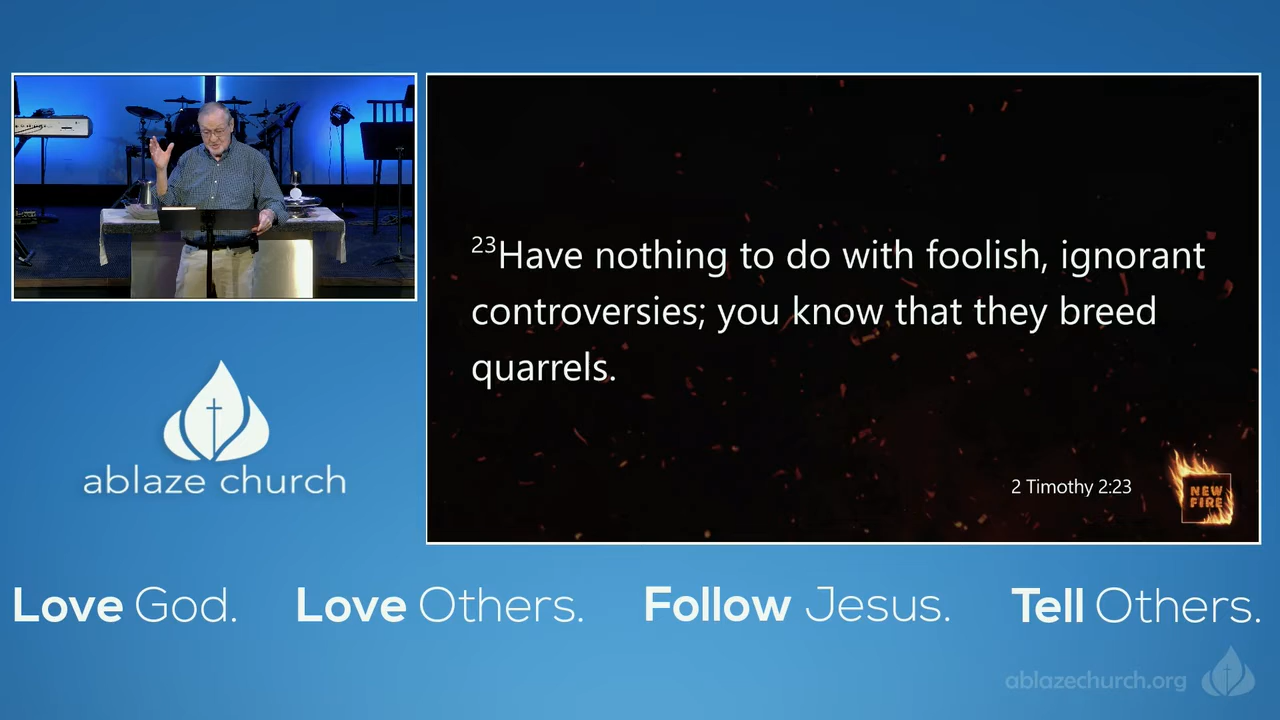 ²³Have nothing to do with foolish, ignorant
controversies; you know that they breed
quarrels.
2 Timothy 2:23
NEW
FIRE
ablaze church
Love God. Love Others. Follow Jesus. Tell Others.
ablazechurch.org